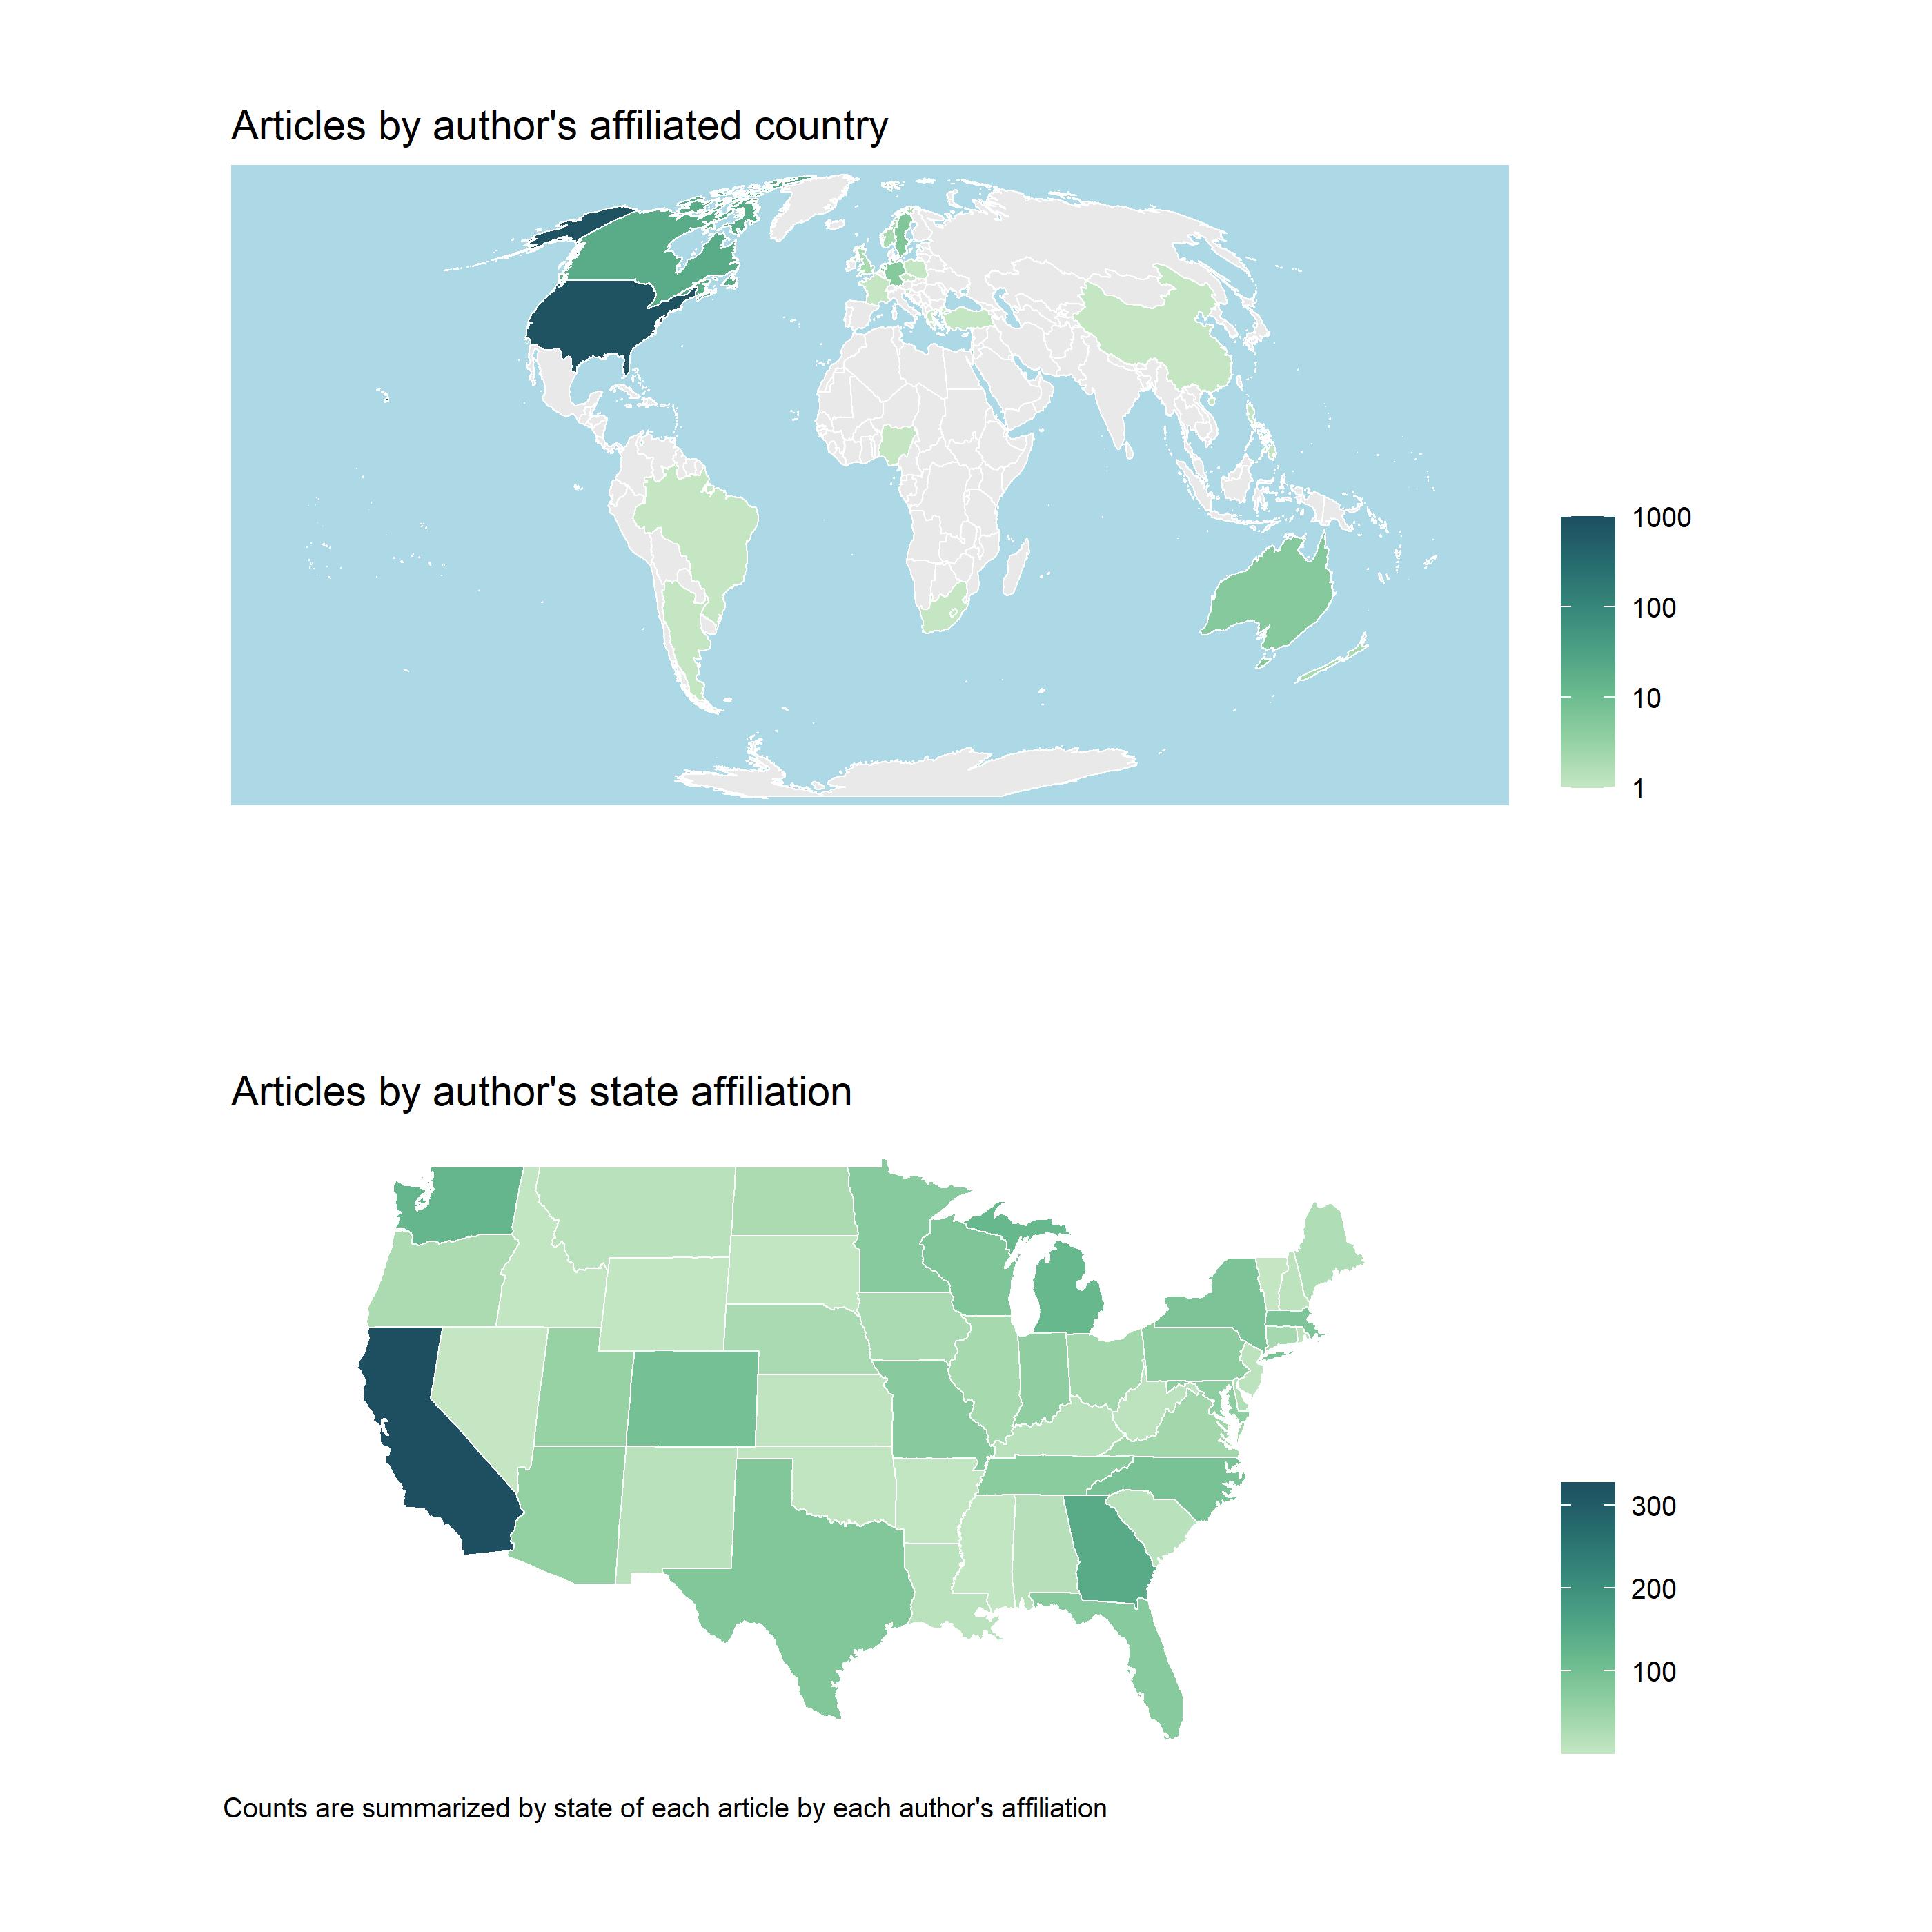 Articles by author's affiliated country
1000
100
10
1
Articles by author's state affiliation
300
200
100
Counts are summarized by state of each article by each author's affiliation